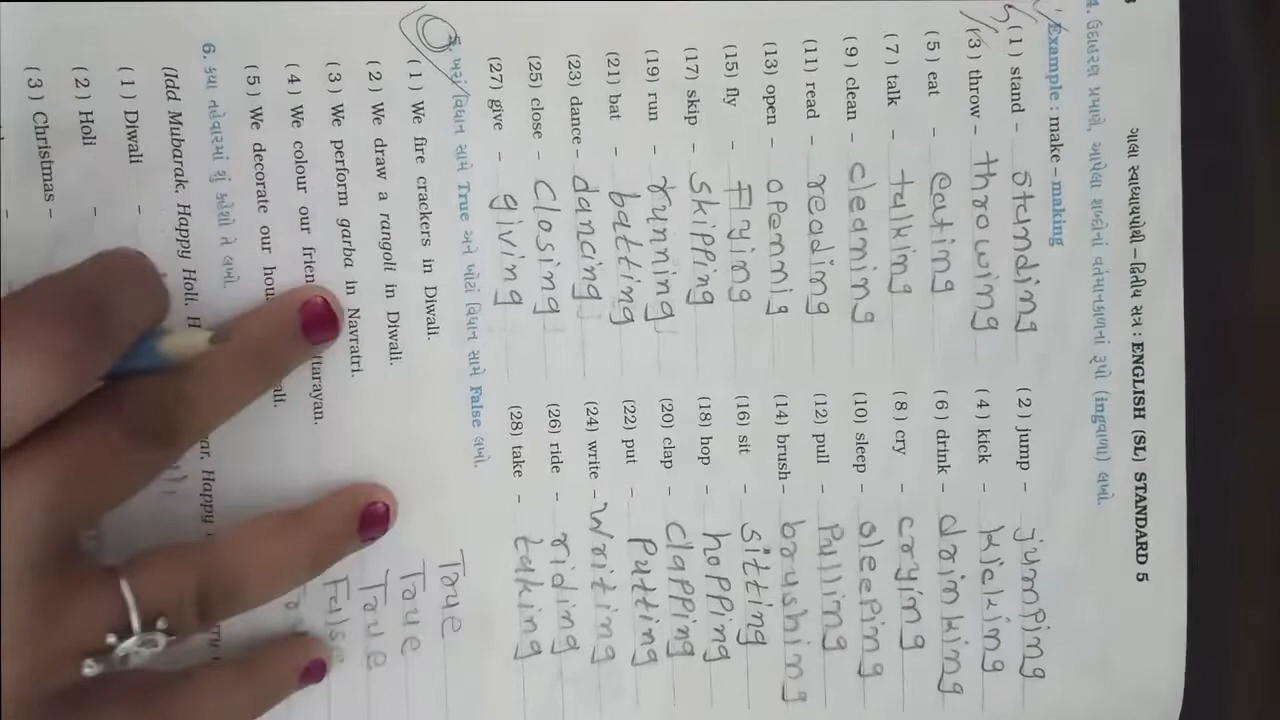 ગાલા સ્વાધ્યાયપોથી – દ્વિતીય સત્ર : ENGLISH (SL) STANDARD 5
4. ઉદાહરણ પ્રમાણે, આપેલા શબ્દોનાં વર્તમાનકાળનાં રૂપો (ingવાળાં) લખો.
Example : make – making
(1) stand – standing (2) jump – jumping
(3) throw – throwing (4) kick – kicking
(5) eat – eating (6) drink – drinking
(7) talk – talking (8) cry – crying
(9) clean – cleaning (10) sleep – sleeping
(11) read – reading (12) pull – pulling
(13) open – opennig (14) brush – brushing
(15) fly – Flying (16) sit – sitting
(17) skip – skipping (18) hop – hopping
(19) run – running (20) clap – clapping
(21) bat – batting (22) put – putting
(23) dance – dancing (24) write – writing
(25) close – closing (26) ride – riding
(27) give – giving (28) take – taking
5. ખરાં વિધાન સામે True અને ખોટાં વિધાન સામે False લખો.
(1) We fire crackers in Diwali. True
(2) We draw a rangoli in Diwali. True
(3) We perform garba in Navratri. True
(4) We colour our frien ttarayan. False
(5) We decorate our hou ali.
6. કયા તહેવારમાં શું કહેશો તે લખો.
(Idd Mubarak, Happy Holi, Happy
(1) Diwali –
(2) Holi –
(3) Christmas –